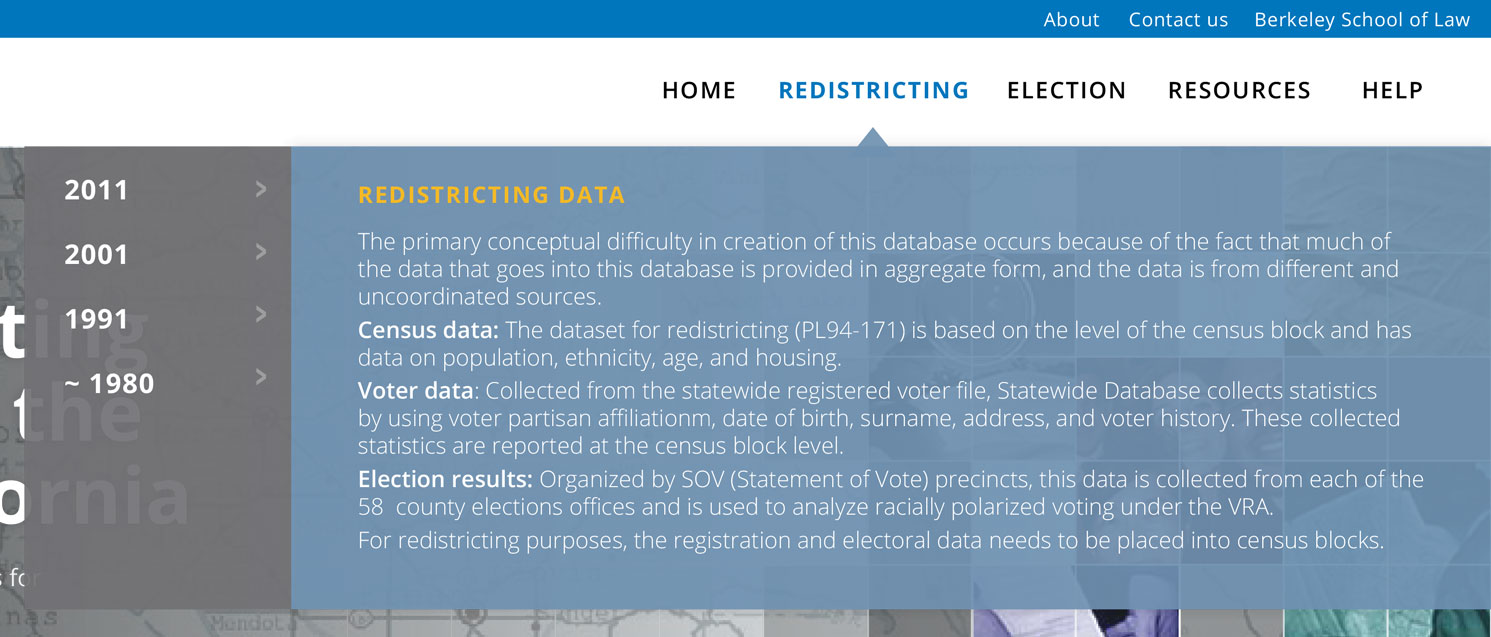 About Contact us Berkeley School of Law
HOME REDISTRICTING ELECTION RESOURCES HELP
2011
2001
1991
~ 1980
REDISTRICTING DATA
The primary conceptual difficulty in creation of this database occurs because of the fact that much of
the data that goes into this database is provided in aggregate form, and the data is from different and
uncoordinated sources.
Census data: The dataset for redistricting (PL94-171) is based on the level of the census block and has
data on population, ethnicity, age, and housing.
Voter data: Collected from the statewide registered voter file, Statewide Database collects statistics
by using voter partisan affiliationm, date of birth, surname, address, and voter history. These collected
statistics are reported at the census block level.
Election results: Organized by SOV (Statement of Vote) precincts, this data is collected from each of the
58 county elections offices and is used to analyze racially polarized voting under the VRA.
For redistricting purposes, the registration and electoral data needs to be placed into census blocks.
ting
the
ornia
s for
nas
Mendota